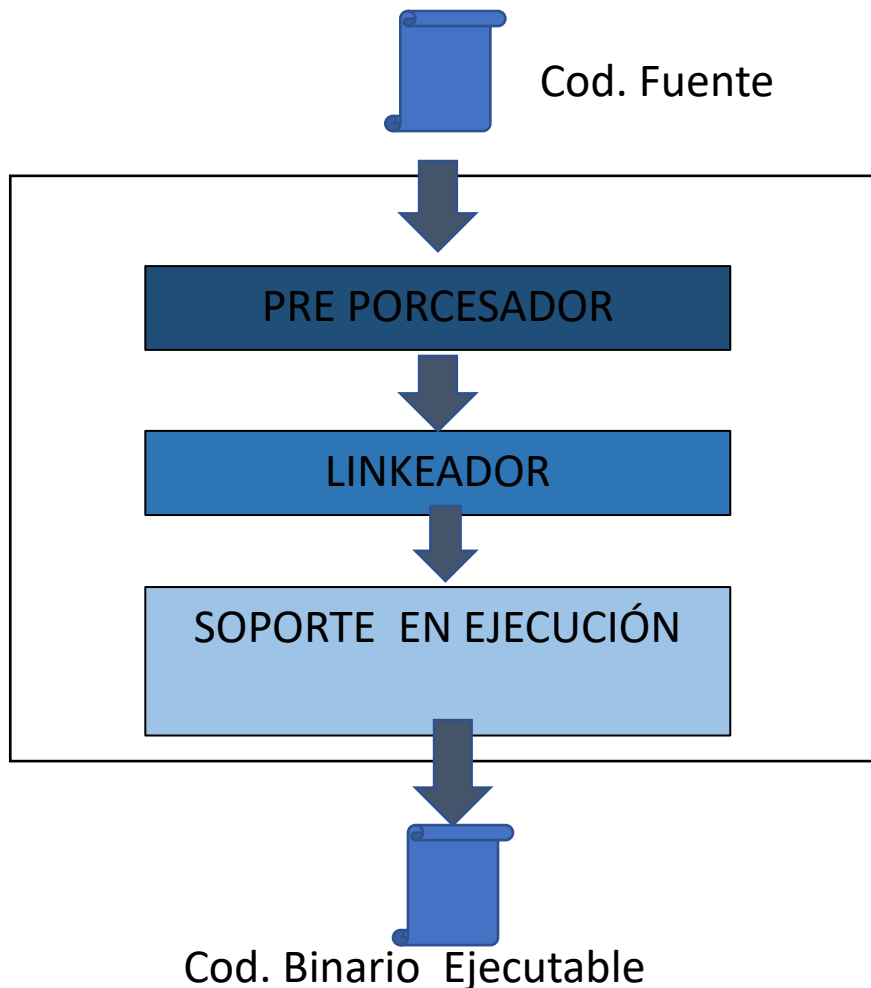 Cod. Fuente
PRE PORCESADOR
LINKEADOR
SOPORTE EN EJECUCIÓN
Cod. Binario Ejecutable